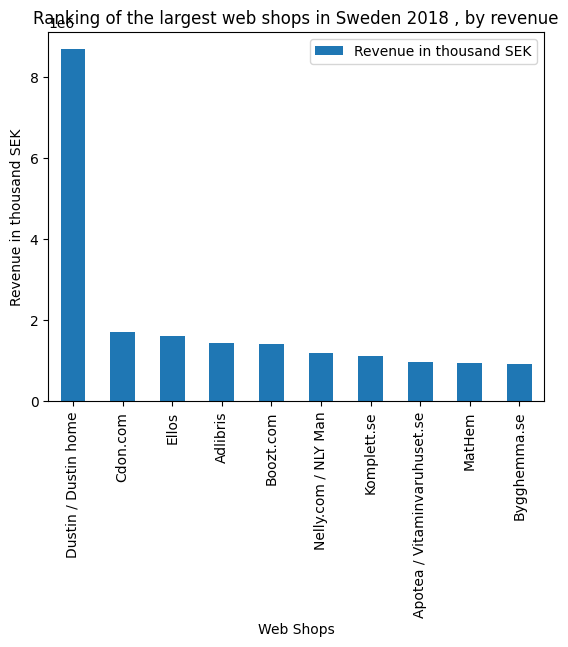 Ranking of the largest web shops in Sweden 2018 , by revenue
1e6
Revenue in thousand SEK
Revenue in thousand SEK
8
6
4
2
0
Dustin / Dustin home
Cdon.com
Ellos
Adlibris
Boozt.com
Nelly.com / NLY Man
Komplett.se
Apotea / Vitaminvaruhuset.se
MatHem
Bygghemma.se
Web Shops